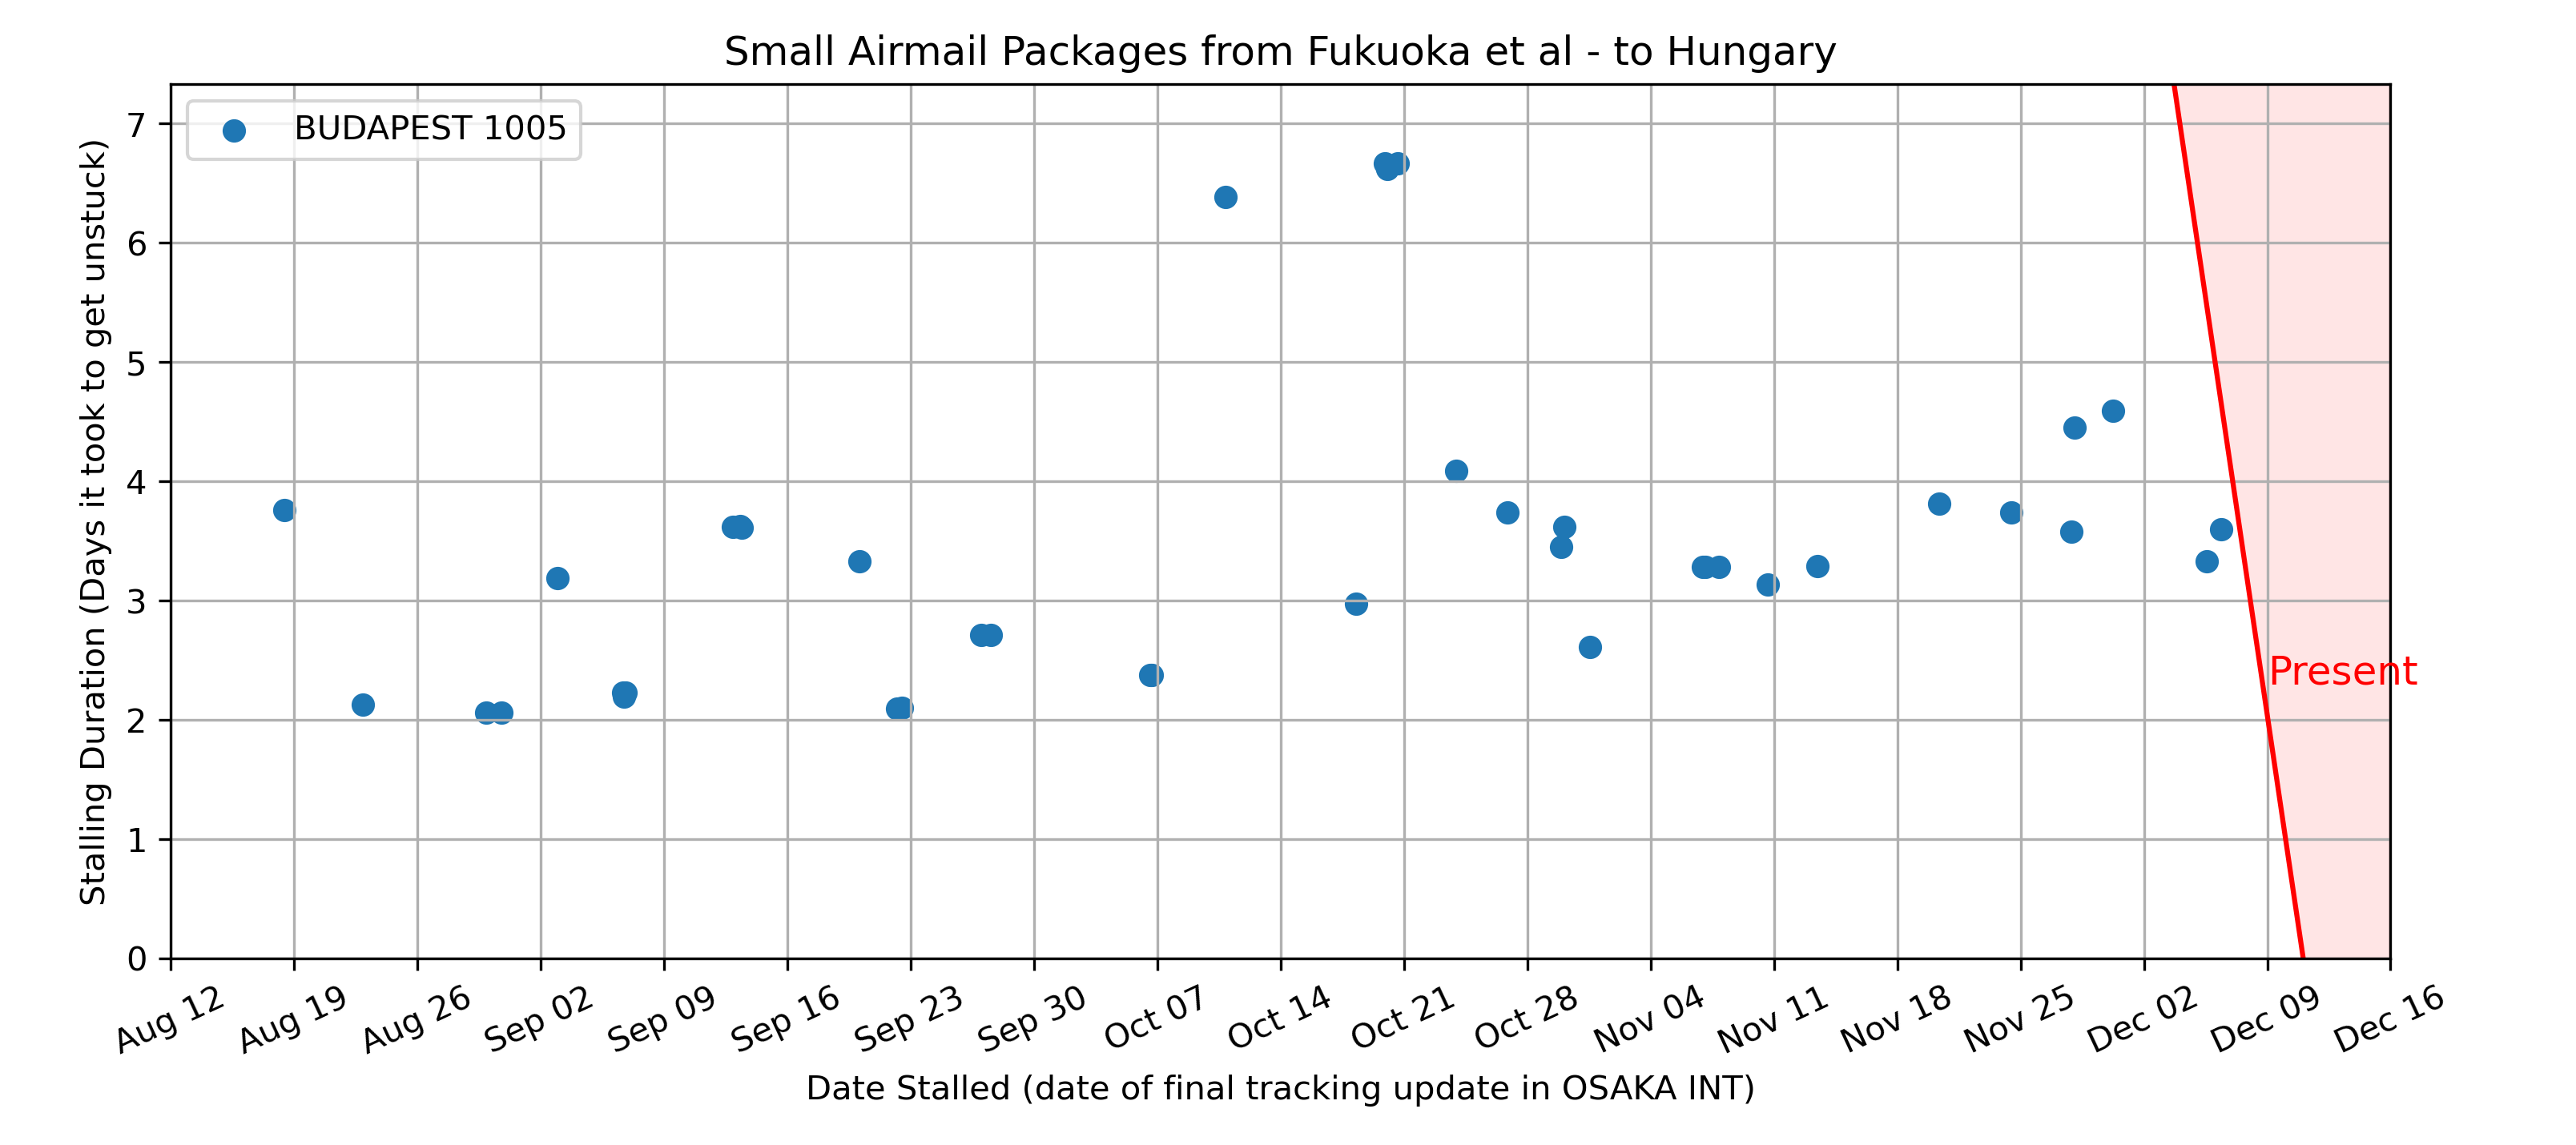 Small Airmail Packages from Fukuoka et al - to Hungary
BUDAPEST 1005
Stalling Duration (Days it took to get unstuck)
7
6
5
4
3
2
1
0
Present
Aug 12
Aug 19
Aug 26
Sep 02
Sep 09
Sep 16
Sep 23
Sep 30
Oct 07
Oct 14
Oct 21
Oct 28
Nov 04
Nov 11
Nov 18
Nov 25
Dec 02
Dec 09
Dec 16
Date Stalled (date of final tracking update in OSAKA INT)